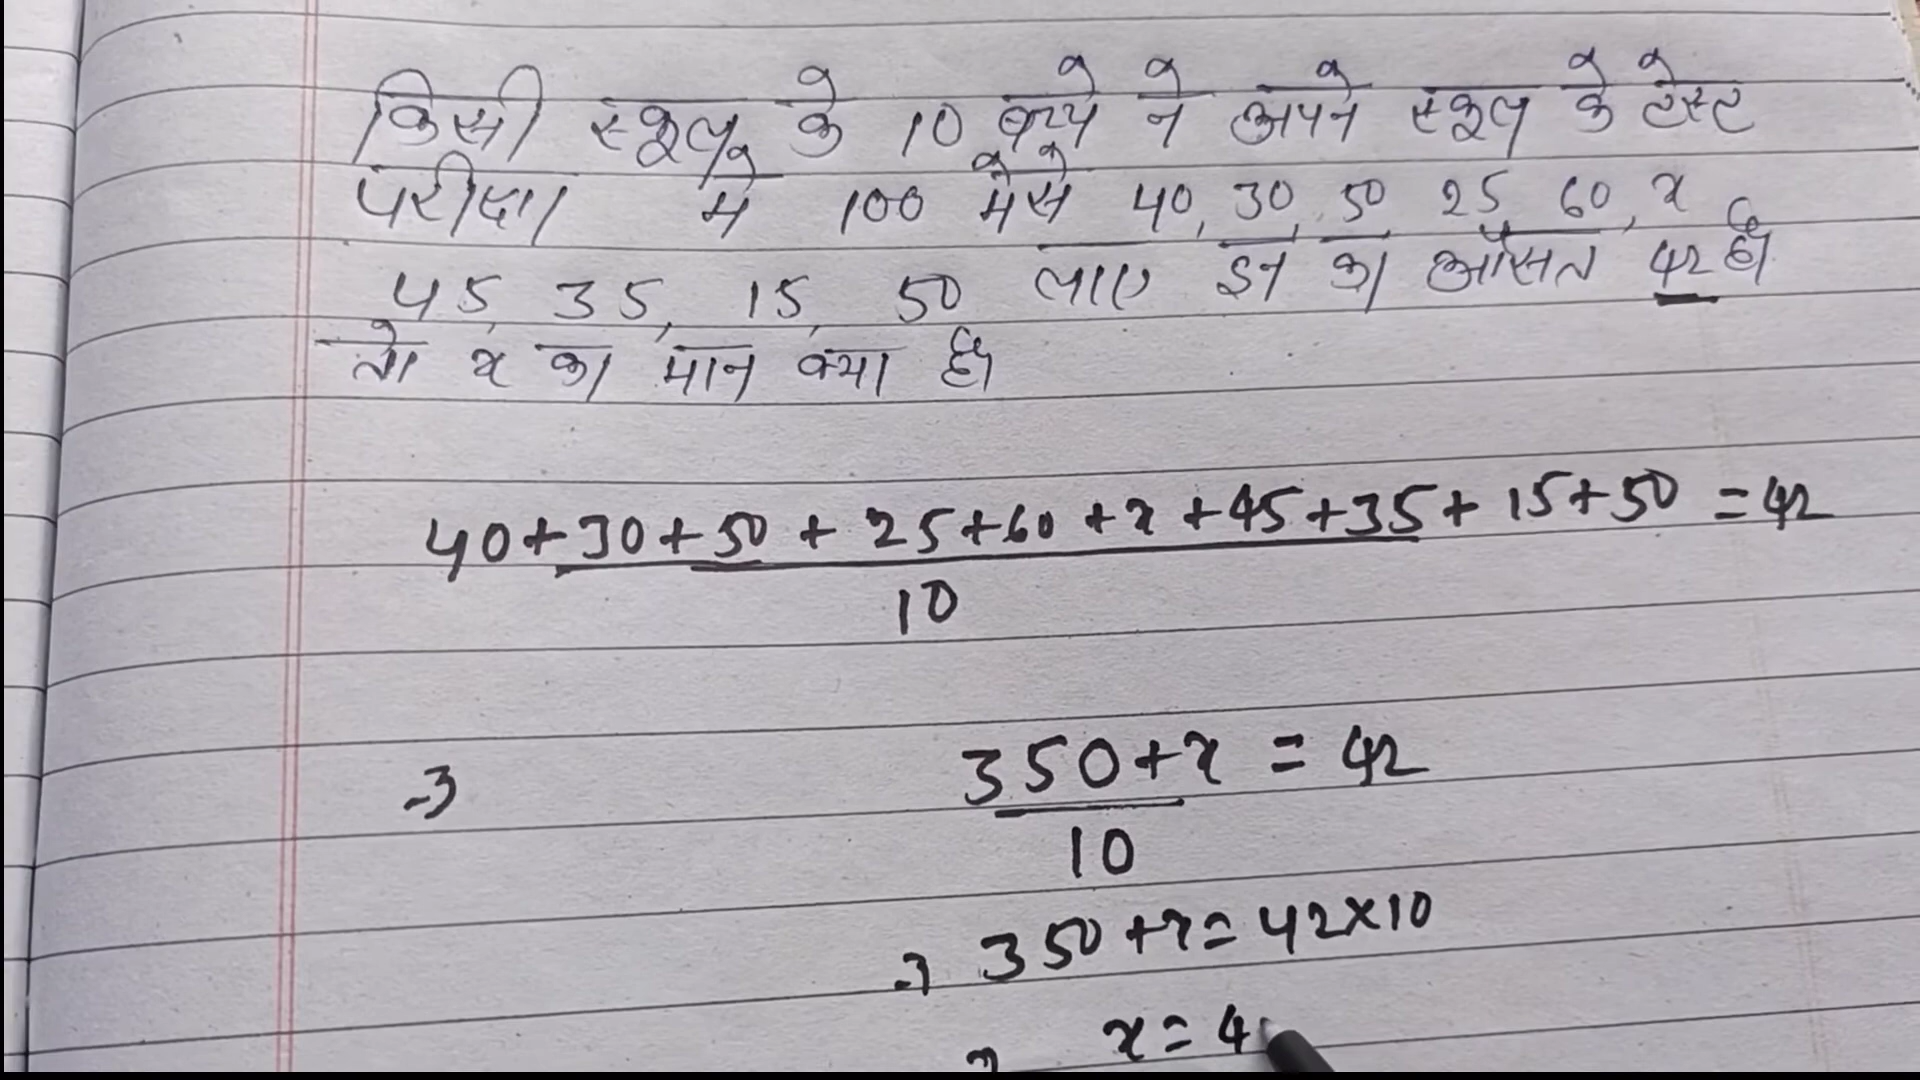 किसी स्कूल के 10 बच्चे ने अपने स्कूल के टेस्ट
परीक्षा में 100 मेसे 40, 30, 50, 25, 60, x
45, 35, 15, 50 लाए इन का औसत 42 है।
तो x का मान क्या है।
40+30+50+25+60+x+45+35+15+50 = 42
10
⇒ 350+x = 42
10
⇒ 350+x = 42×10
⇒ x = 4